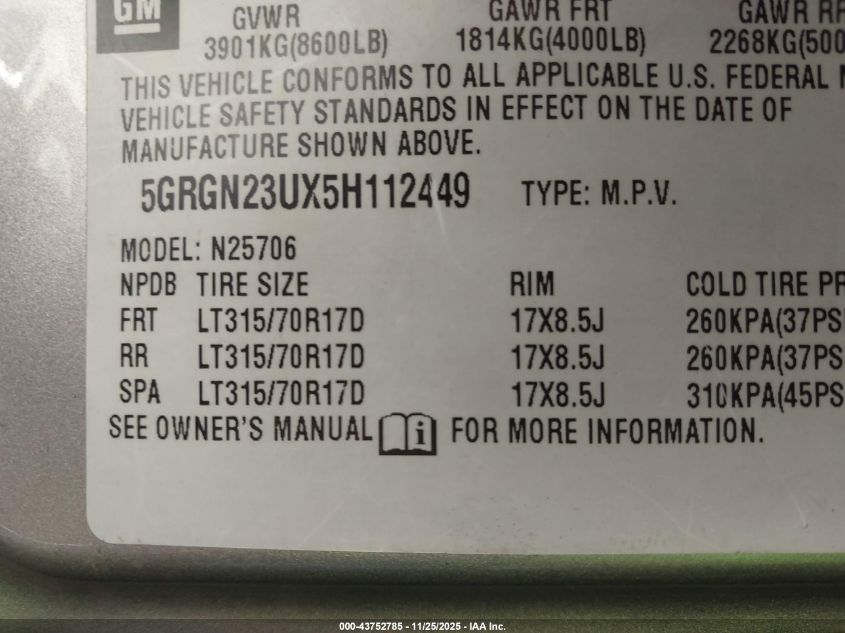 GM
GVWR GAWR FRT GAWR RR
3901KG(8600LB) 1814KG(4000LB) 2268KG(500
THIS VEHICLE CONFORMS TO ALL APPLICABLE U.S. FEDERAL
VEHICLE SAFETY STANDARDS IN EFFECT ON THE DATE OF
MANUFACTURE SHOWN ABOVE.
5GRGN23UX5H112449 TYPE: M.P.V.
MODEL: N25706
NPDB TIRE SIZE RIM COLD TIRE PR
FRT LT315/70R17D 17X8.5J 260KPA(37PS
RR LT315/70R17D 17X8.5J 260KPA(37PS
SPA LT315/70R17D 17X8.5J 310KPA(45PS
SEE OWNER'S MANUAL i FOR MORE INFORMATION.
000-43752785 - 11/25/2025 - IAA Inc.